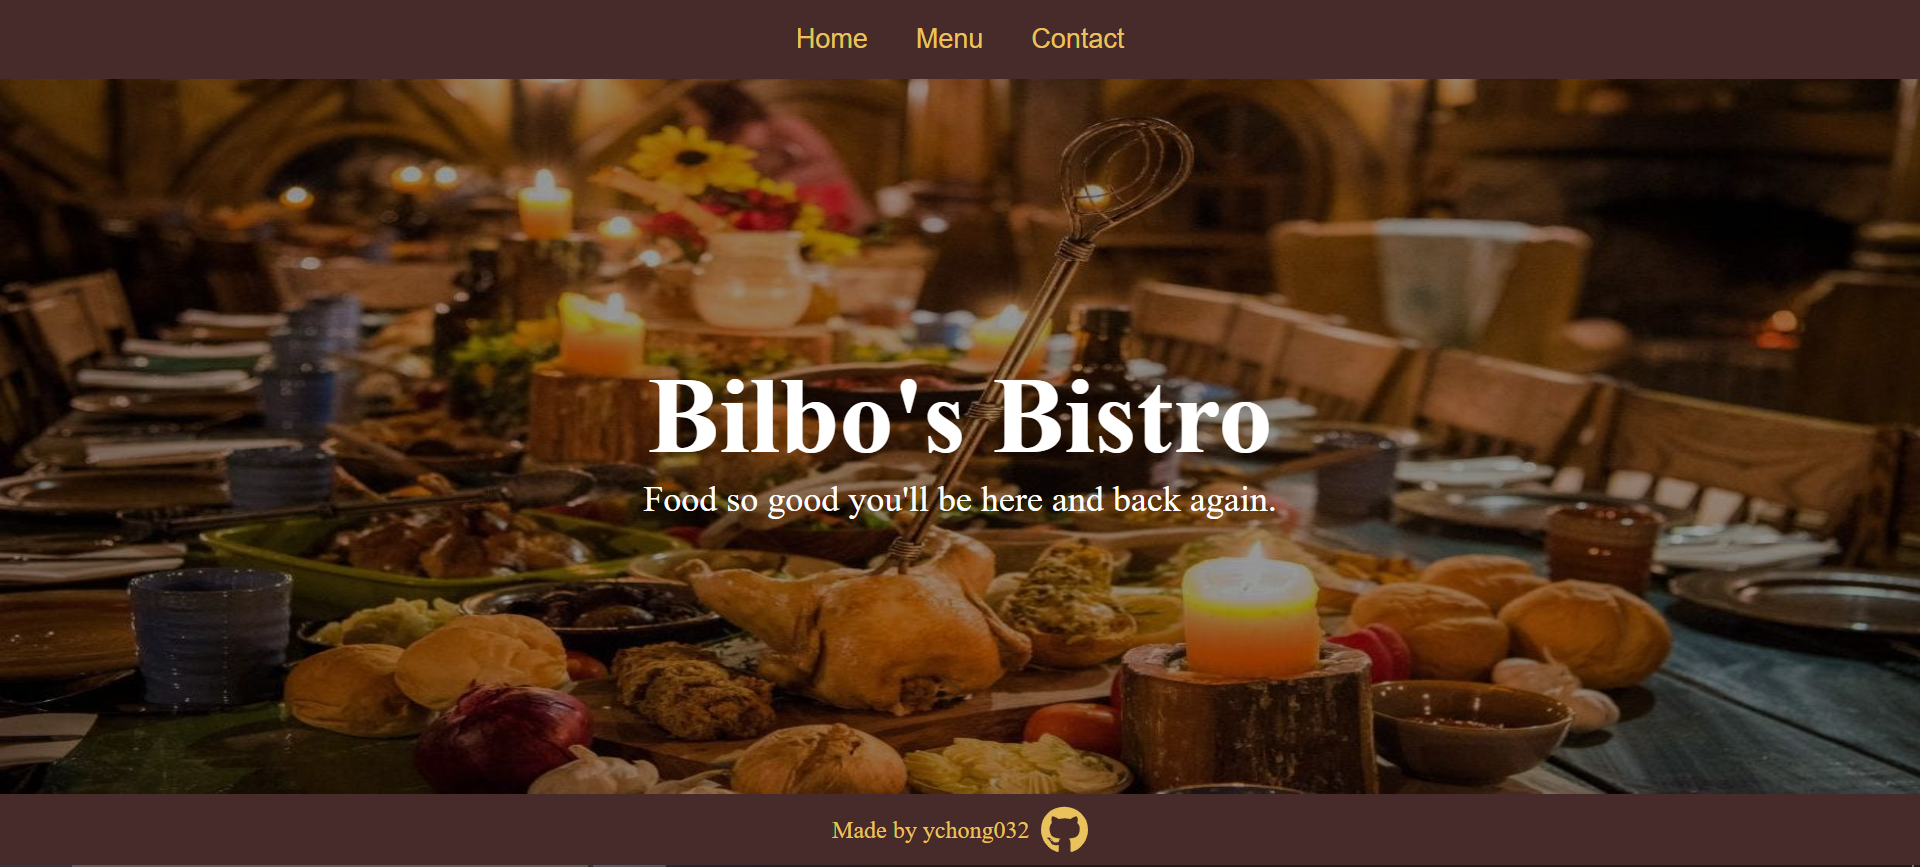 Home Menu Contact
Bilbo's Bistro
Food so good you'll be here and back again.
Made by ychong032